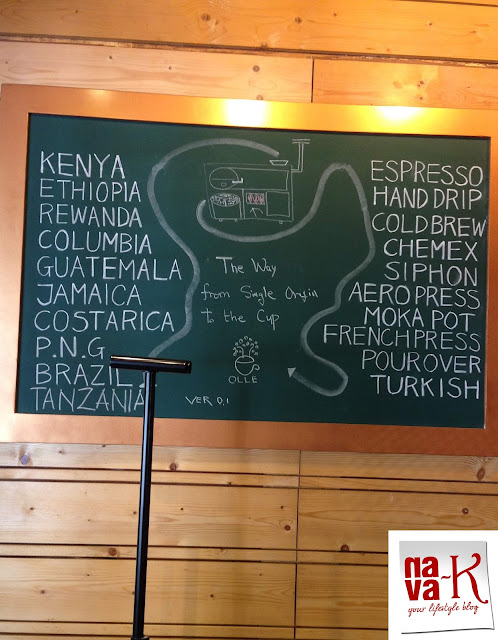 KENYA
ETHIOPIA
REWANDA
COLUMBIA
GUATEMALA
JAMAICA
COSTARICA
P.N.G
BRAZIL
TANZANIA
The Way
from Single Origin
to the Cup
OLLE
VER 0.1
ESPRESSO
HAND DRIP
COLD BREW
CHEMEX
SIPHON
AEROPRESS
MOKA POT
FRENCH PRESS
POUR OVER
TURKISH
nava-K
your lifestyle blog